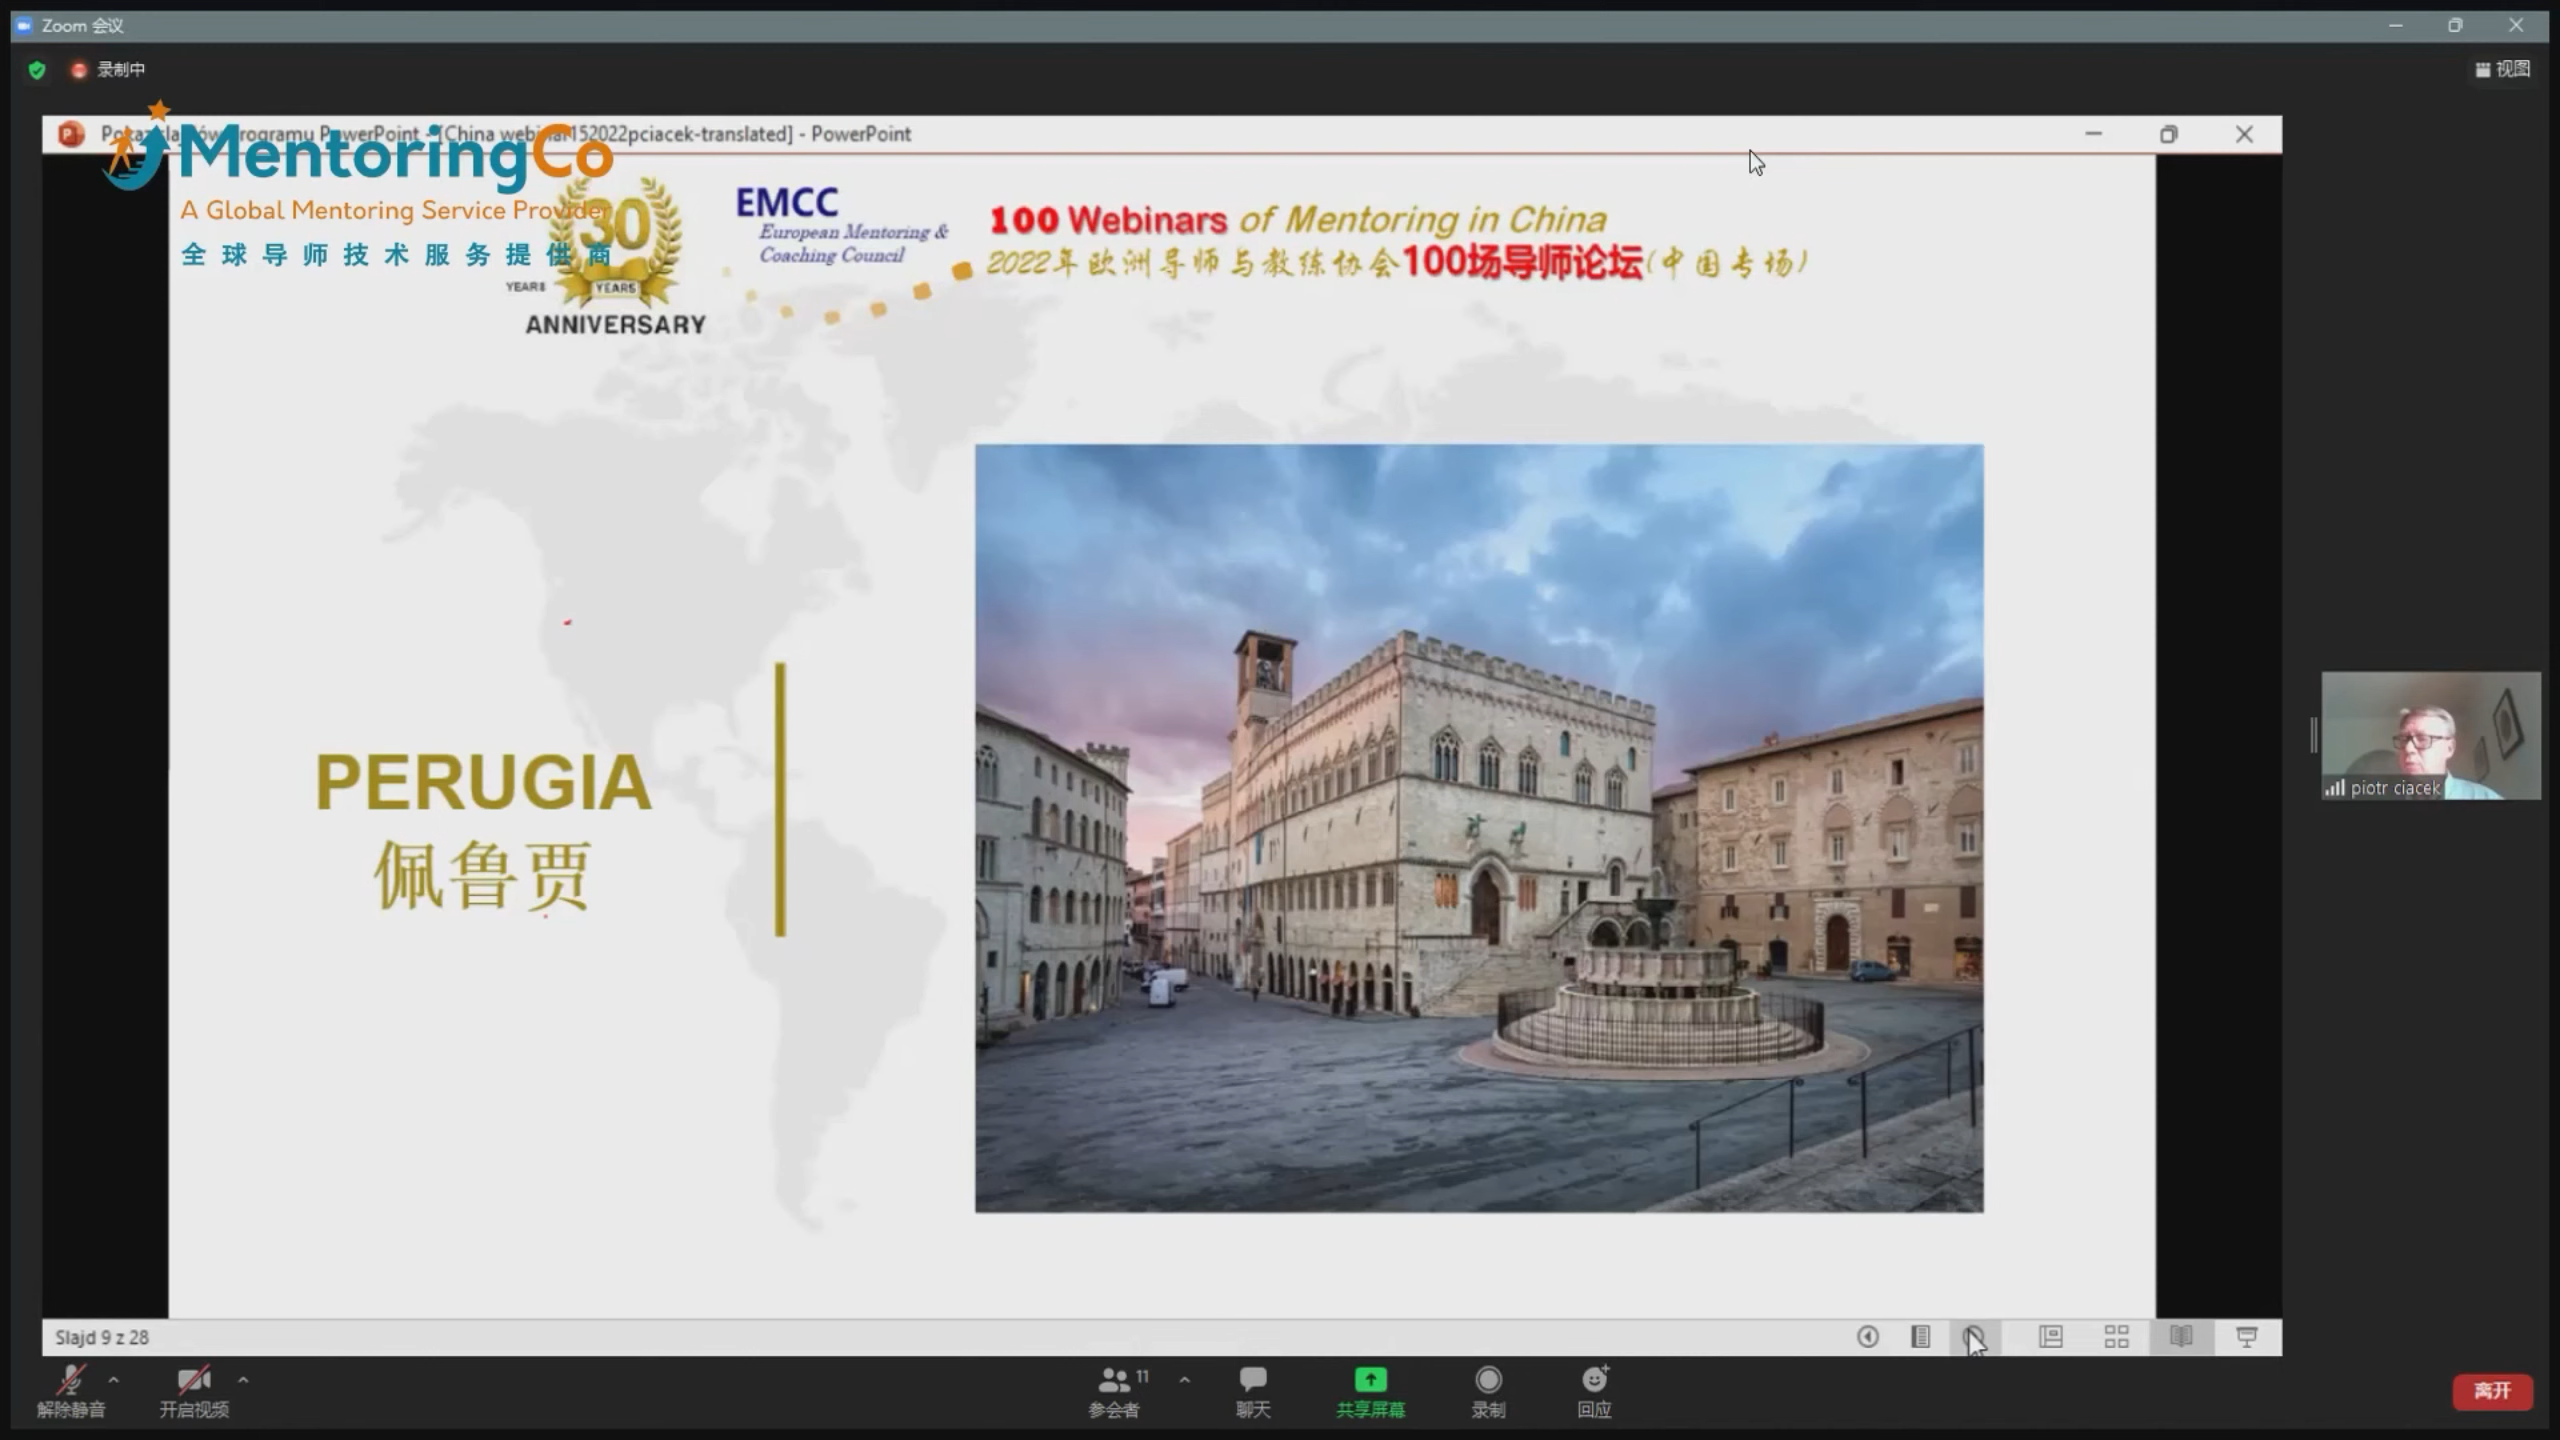 Zoom 会议
录制中
视图
programu PowerPoint - [China webinar152022pciacek-translated] - PowerPoint
MentoringCo
A Global Mentoring Service Provider
全球导师技术服务提供商
30
YEARS
YEARS
ANNIVERSARY
EMCC
European Mentoring &
Coaching Council
100 Webinars of Mentoring in China
2022年欧洲导师与教练协会100场导师论坛(中国专场)
PERUGIA
佩鲁贾
piotr ciacek
Slajd 9 z 28
解除静音
开启视频
11
参会者
聊天
共享屏幕
录制
回应
离开